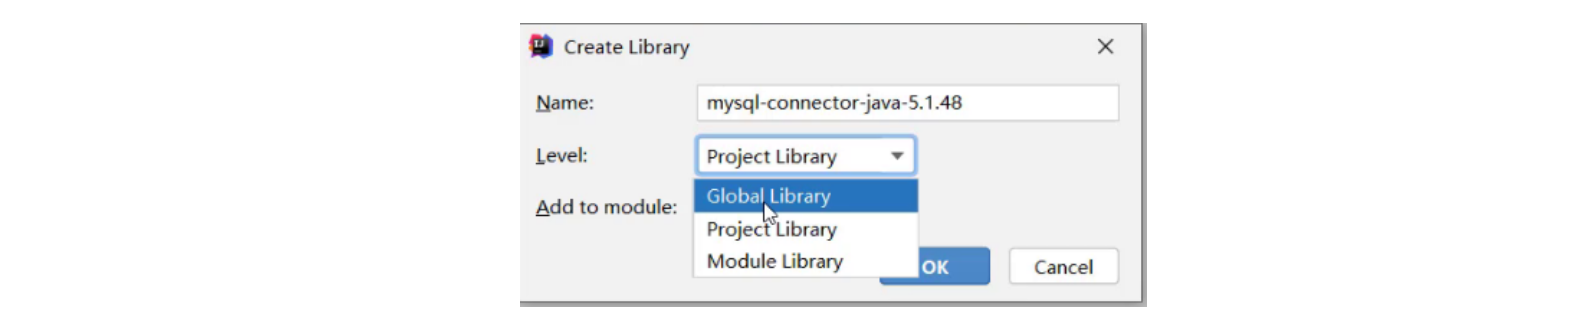 Create Library
Name: mysql-connector-java-5.1.48
Level: Project Library
Global Library
Add to module:
Project Library
Module Library
OK Cancel